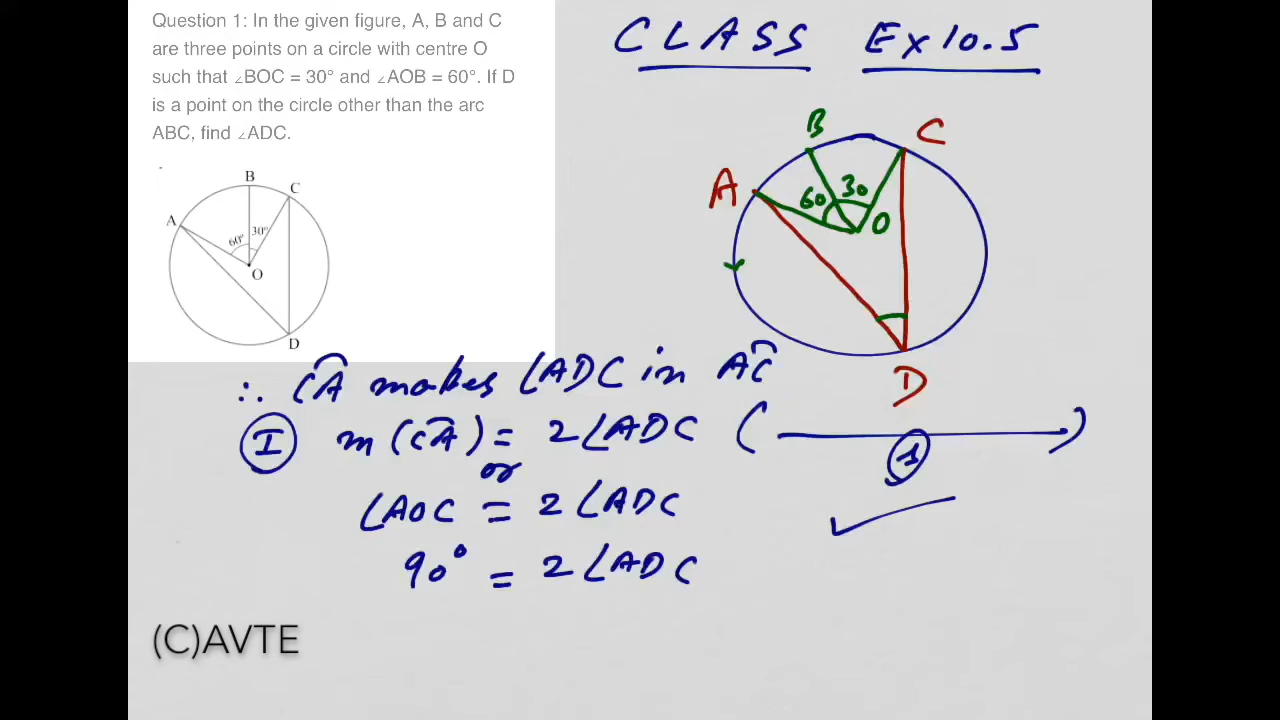 Question 1: In the given figure, A, B and C
are three points on a circle with centre O
such that ∠BOC = 30° and ∠AOB = 60°. If D
is a point on the circle other than the arc
ABC, find ∠ADC.
B
C
A
60°
30°
O
D
CLASS Ex 10.5
B
C
A
60
30
O
D
∴ CA makes ∠ADC in AC
I m (CA) = 2∠ADC ( )
or
1
∠AOC = 2∠ADC
90° = 2∠ADC
(C)AVTE